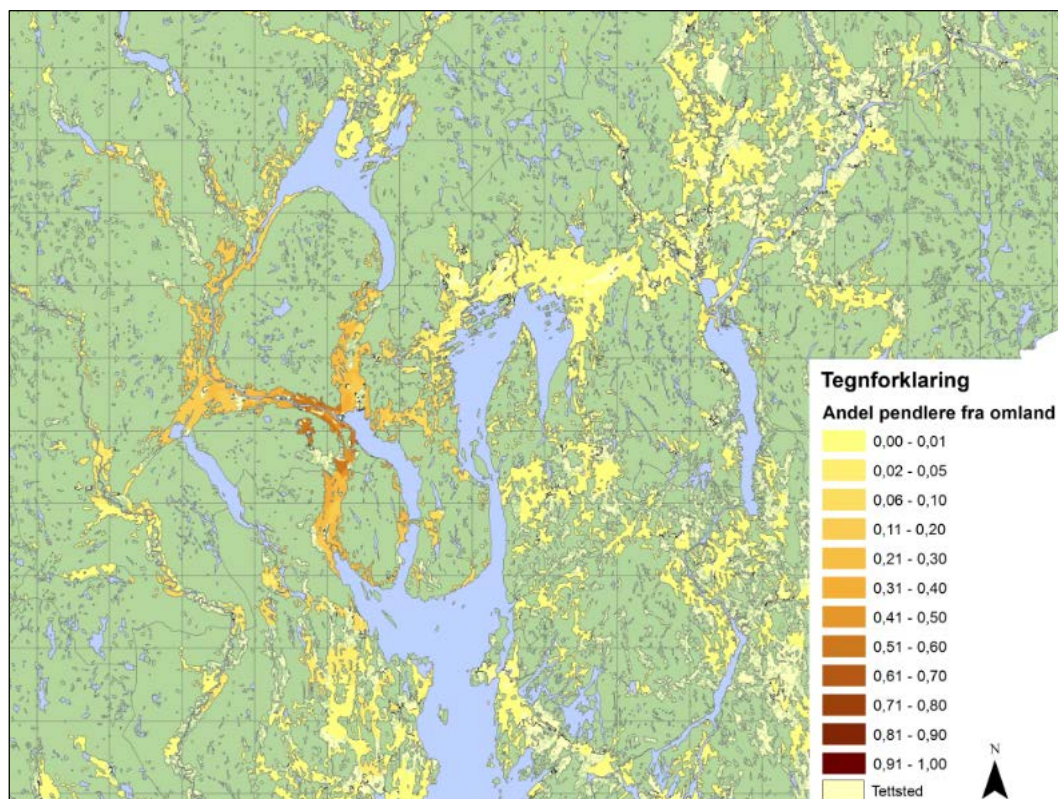 Tegnforklaring
Andel pendlere fra omland
0,00 - 0,01
0,02 - 0,05
0,06 - 0,10
0,11 - 0,20
0,21 - 0,30
0,31 - 0,40
0,41 - 0,50
0,51 - 0,60
0,61 - 0,70
0,71 - 0,80
0,81 - 0,90
0,91 - 1,00
Tettsted
N